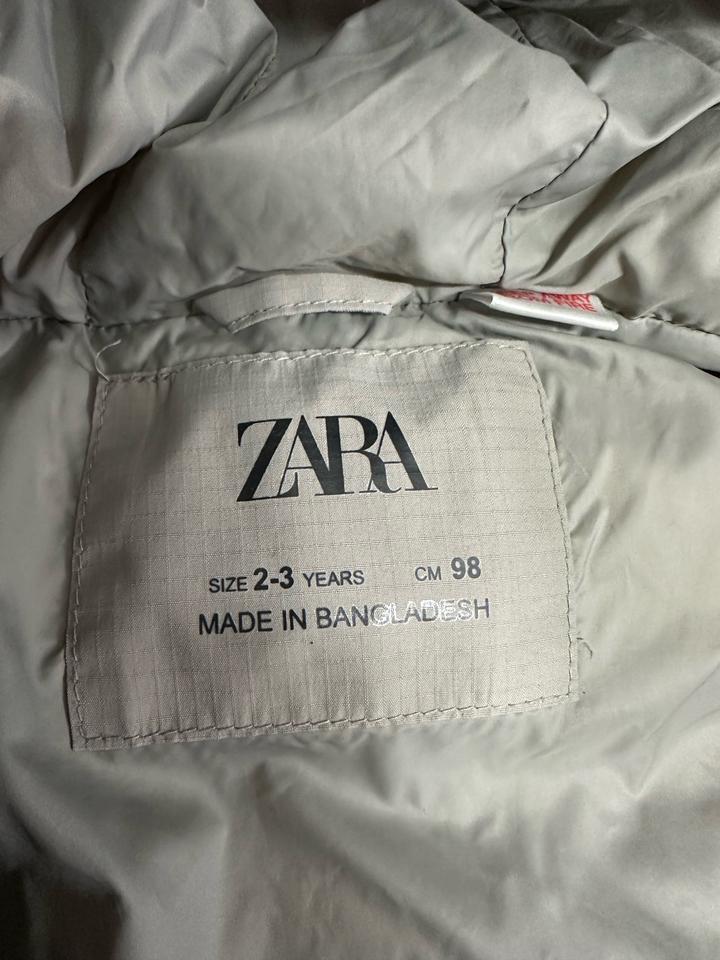 ZARA
SIZE 2-3 YEARS CM 98
MADE IN BANGLADESH